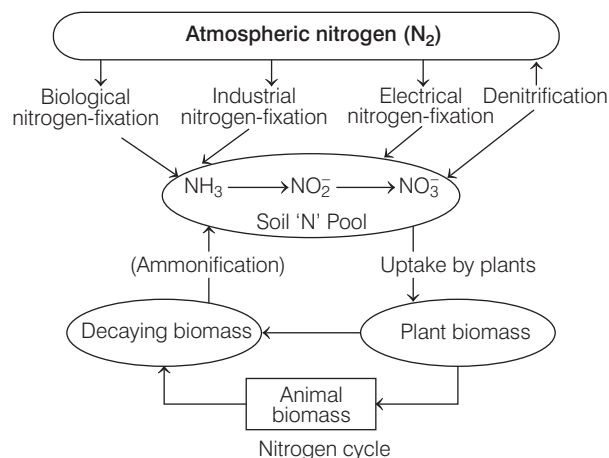 Atmospheric nitrogen (N₂)
Biological
nitrogen-fixation
Industrial
nitrogen-fixation
Electrical
nitrogen-fixation
Denitrification
NH₃ → NO₂⁻ → NO₃⁻
Soil ‘N’ Pool
(Ammonification)
Uptake by plants
Decaying biomass
Plant biomass
Animal
biomass
Nitrogen cycle